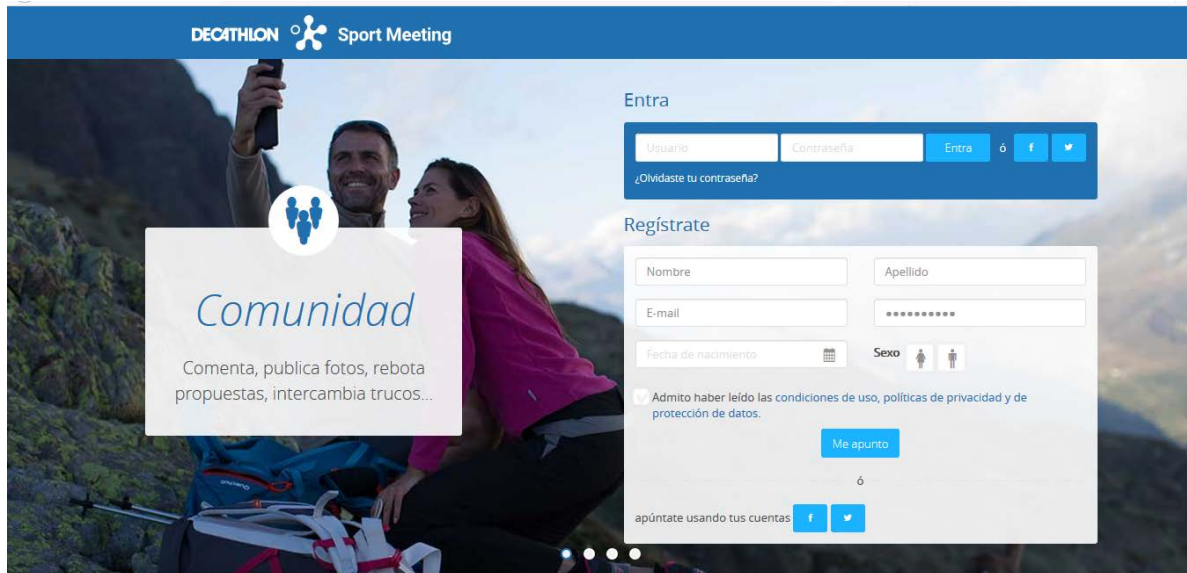 DECATHLON Sport Meeting
Entra
Usuario Contraseña Entra ó f
¿Olvidaste tu contraseña?
Regístrate
Nombre Apellido
E-mail ••••••••••
Fecha de nacimiento Sexo
Admito haber leído las condiciones de uso, políticas de privacidad y de
protección de datos.
Me apunto
ó
apúntate usando tus cuentas f
Comunidad
Comenta, publica fotos, rebota
propuestas, intercambia trucos...